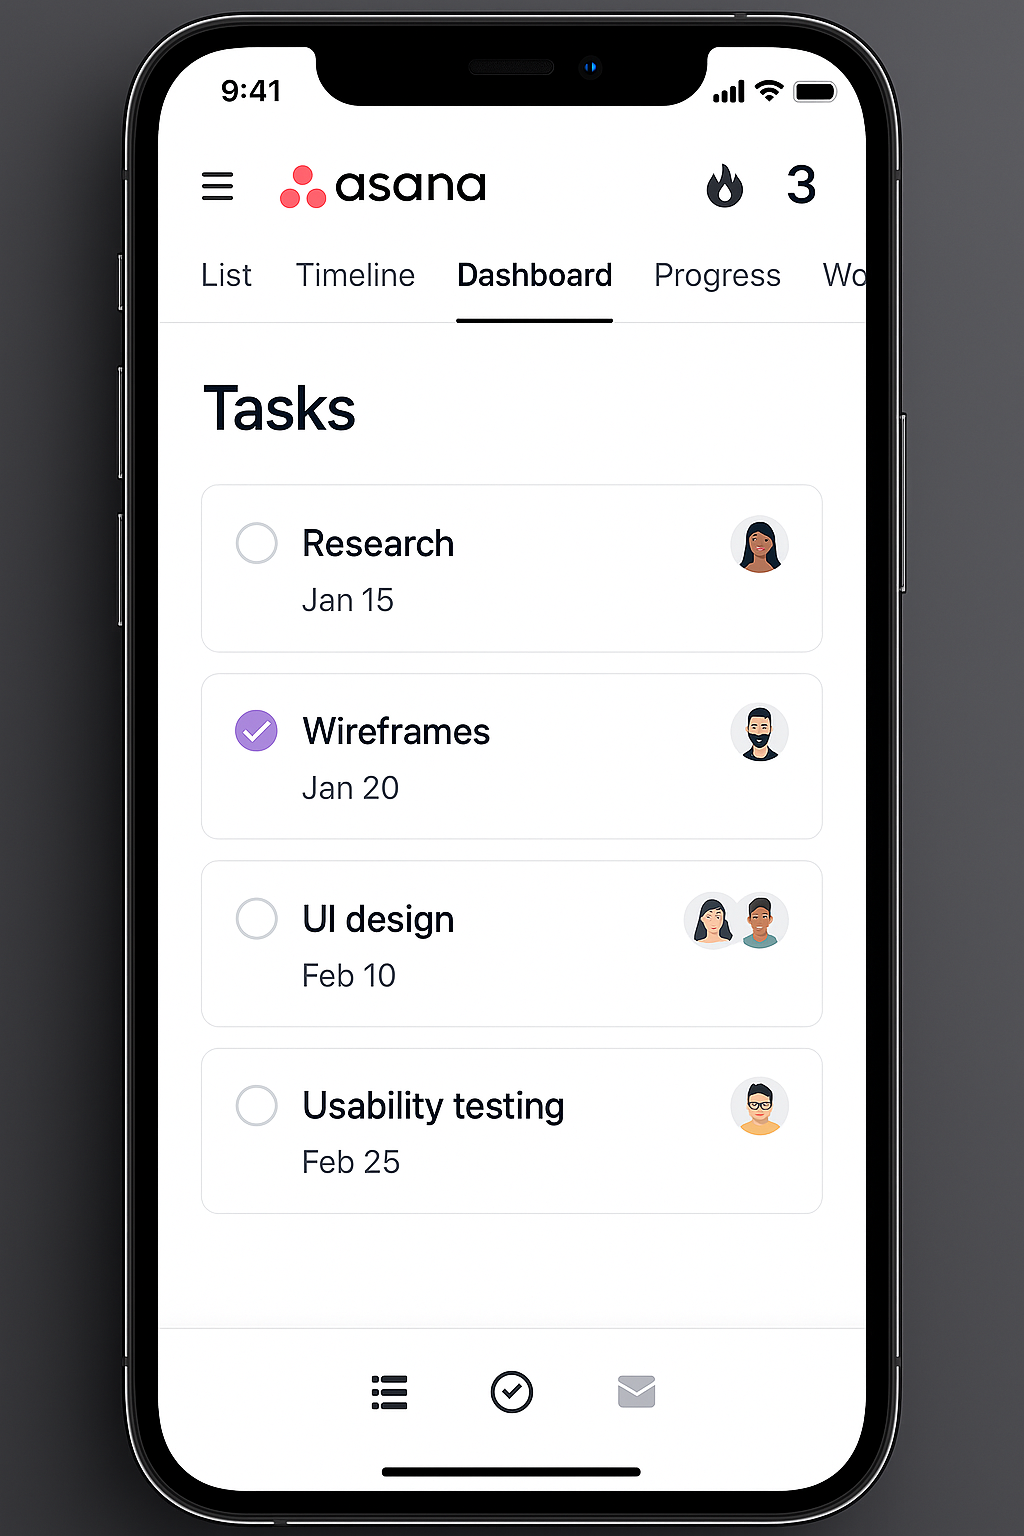 9:41
asana 3
List Timeline Dashboard Progress Wo
Tasks
Research
Jan 15
Wireframes
Jan 20
UI design
Feb 10
Usability testing
Feb 25